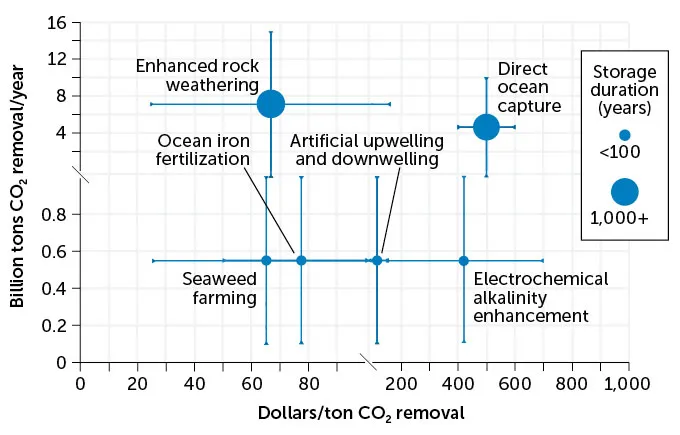 Billion tons CO₂ removal/year
16
12
8
4
0.8
0.6
0.4
0.2
0
Enhanced rock
weathering
Direct
ocean
capture
Ocean iron
fertilization
Artificial upwelling
and downwelling
Seaweed
farming
Electrochemical
alkalinity
enhancement
Storage
duration
(years)
<100
1,000+
0 20 40 60 80 200 400 600 800 1,000
Dollars/ton CO₂ removal